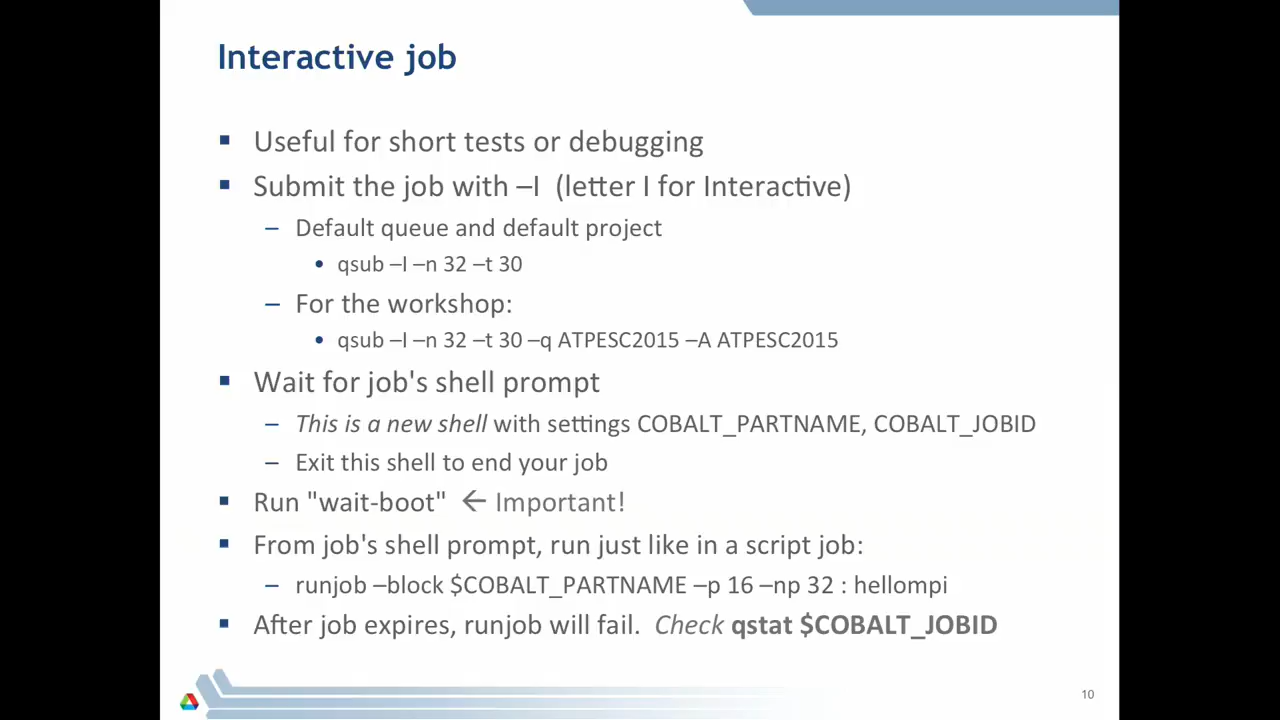 Interactive job
▪ Useful for short tests or debugging
▪ Submit the job with –I  (letter I for Interactive)
– Default queue and default project
• qsub –I –n 32 –t 30
– For the workshop:
• qsub –I –n 32 –t 30 –q ATPESC2015 –A ATPESC2015
▪ Wait for job's shell prompt
– This is a new shell with settings COBALT_PARTNAME, COBALT_JOBID
– Exit this shell to end your job
▪ Run "wait-boot"  ← Important!
▪ From job's shell prompt, run just like in a script job:
– runjob –block $COBALT_PARTNAME –p 16 –np 32 : hellompi
▪ After job expires, runjob will fail.  Check qstat $COBALT_JOBID
10